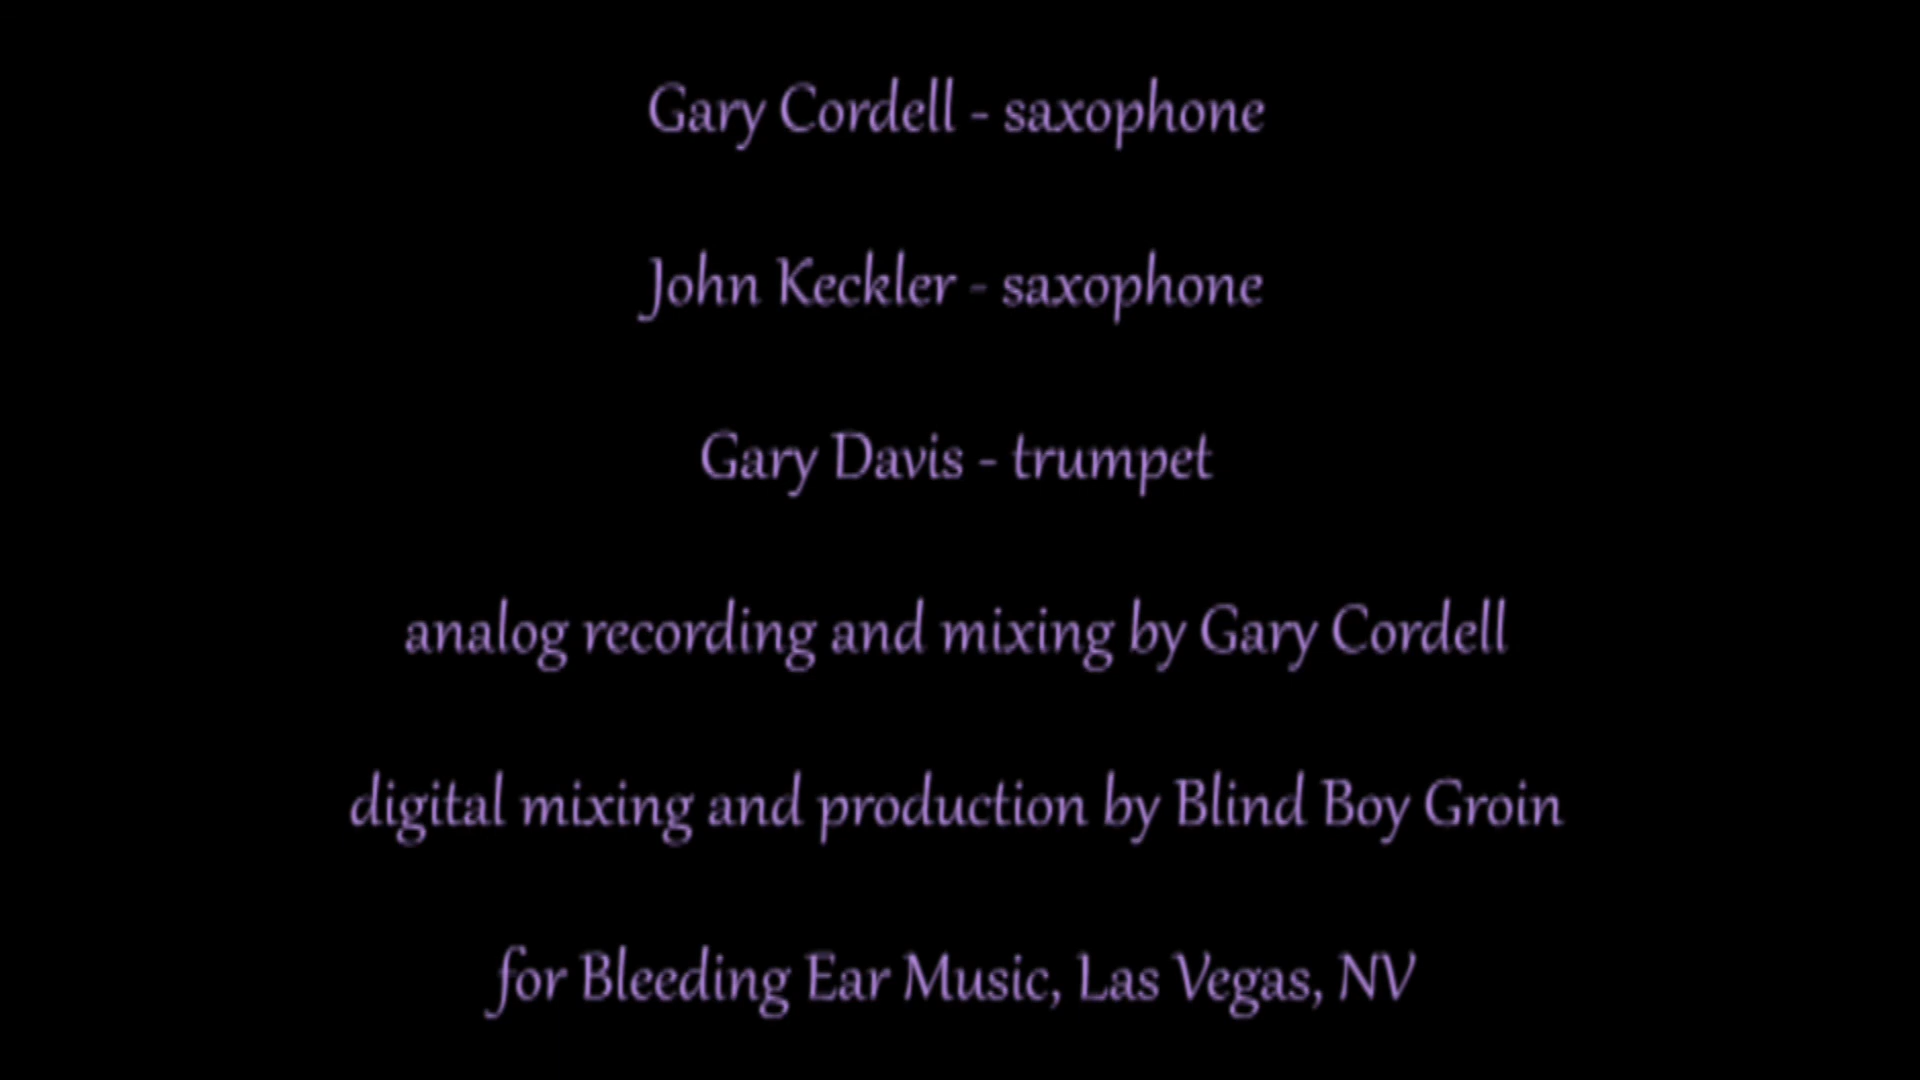 Gary Cordell - saxophone
John Keckler - saxophone
Gary Davis - trumpet
analog recording and mixing by Gary Cordell
digital mixing and production by Blind Boy Groin
for Bleeding Ear Music, Las Vegas, NV